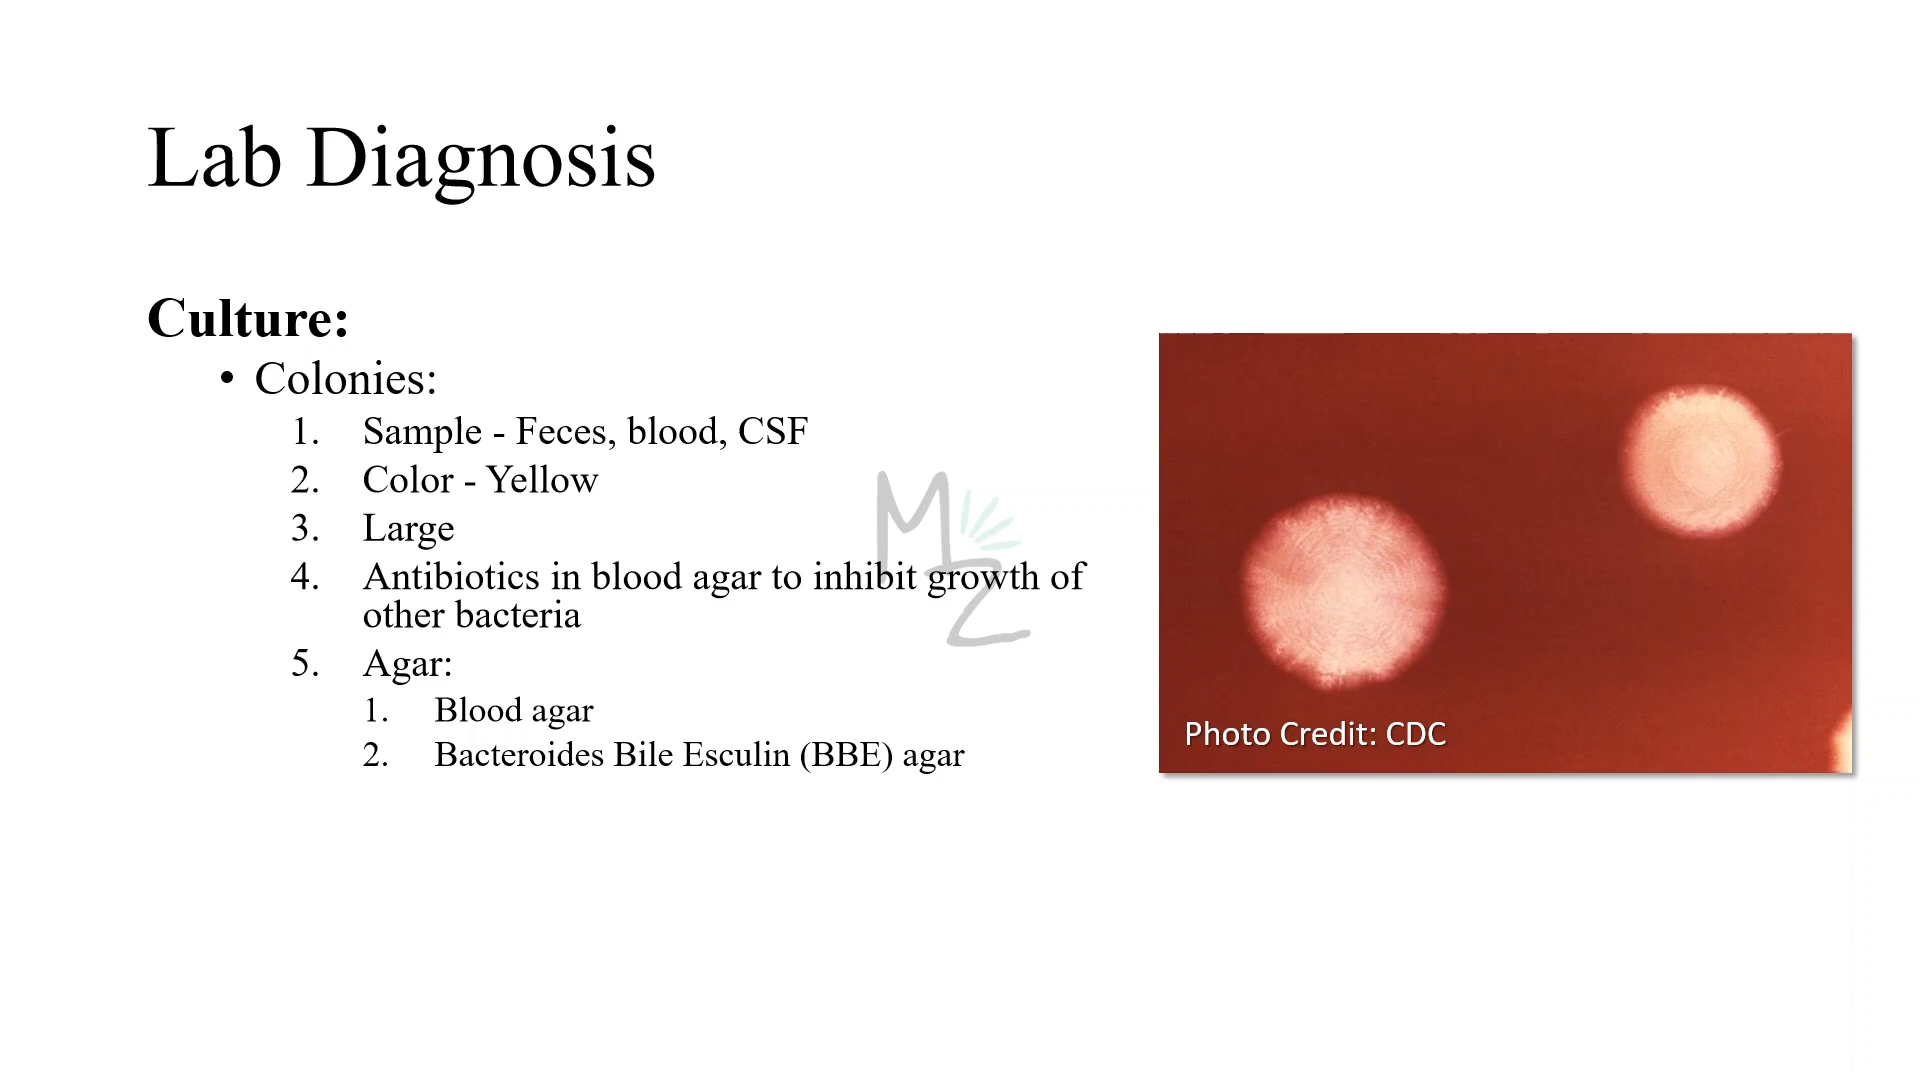 Lab Diagnosis
Culture:
• Colonies:
1. Sample - Feces, blood, CSF
2. Color - Yellow
3. Large
4. Antibiotics in blood agar to inhibit growth of
other bacteria
5. Agar:
1. Blood agar
2. Bacteroides Bile Esculin (BBE) agar
MZ
Photo Credit: CDC